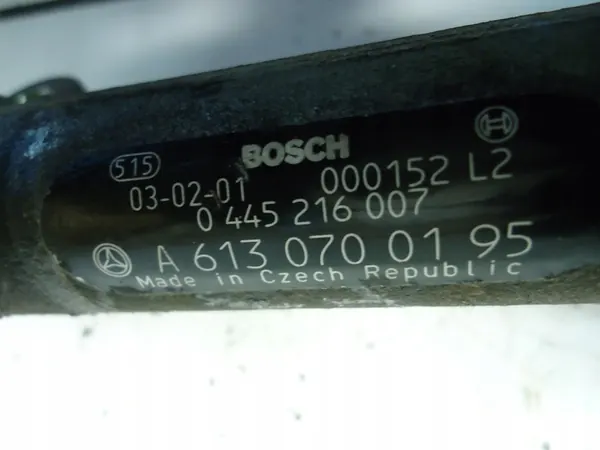 BOSCH
515
03-02-01 000152 L2
0 445 216 007
A 613 070 01 95
Made in Czech Republic